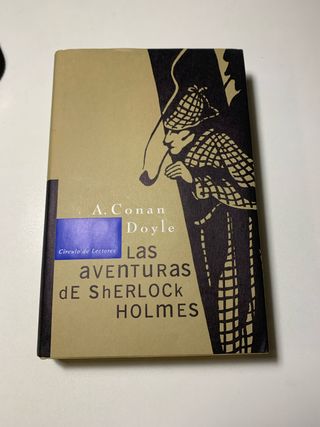 A. Conan
Doyle
Círculo de Lectores
LAS
aVENTURAS
dE ShERLOCk
HOLMES